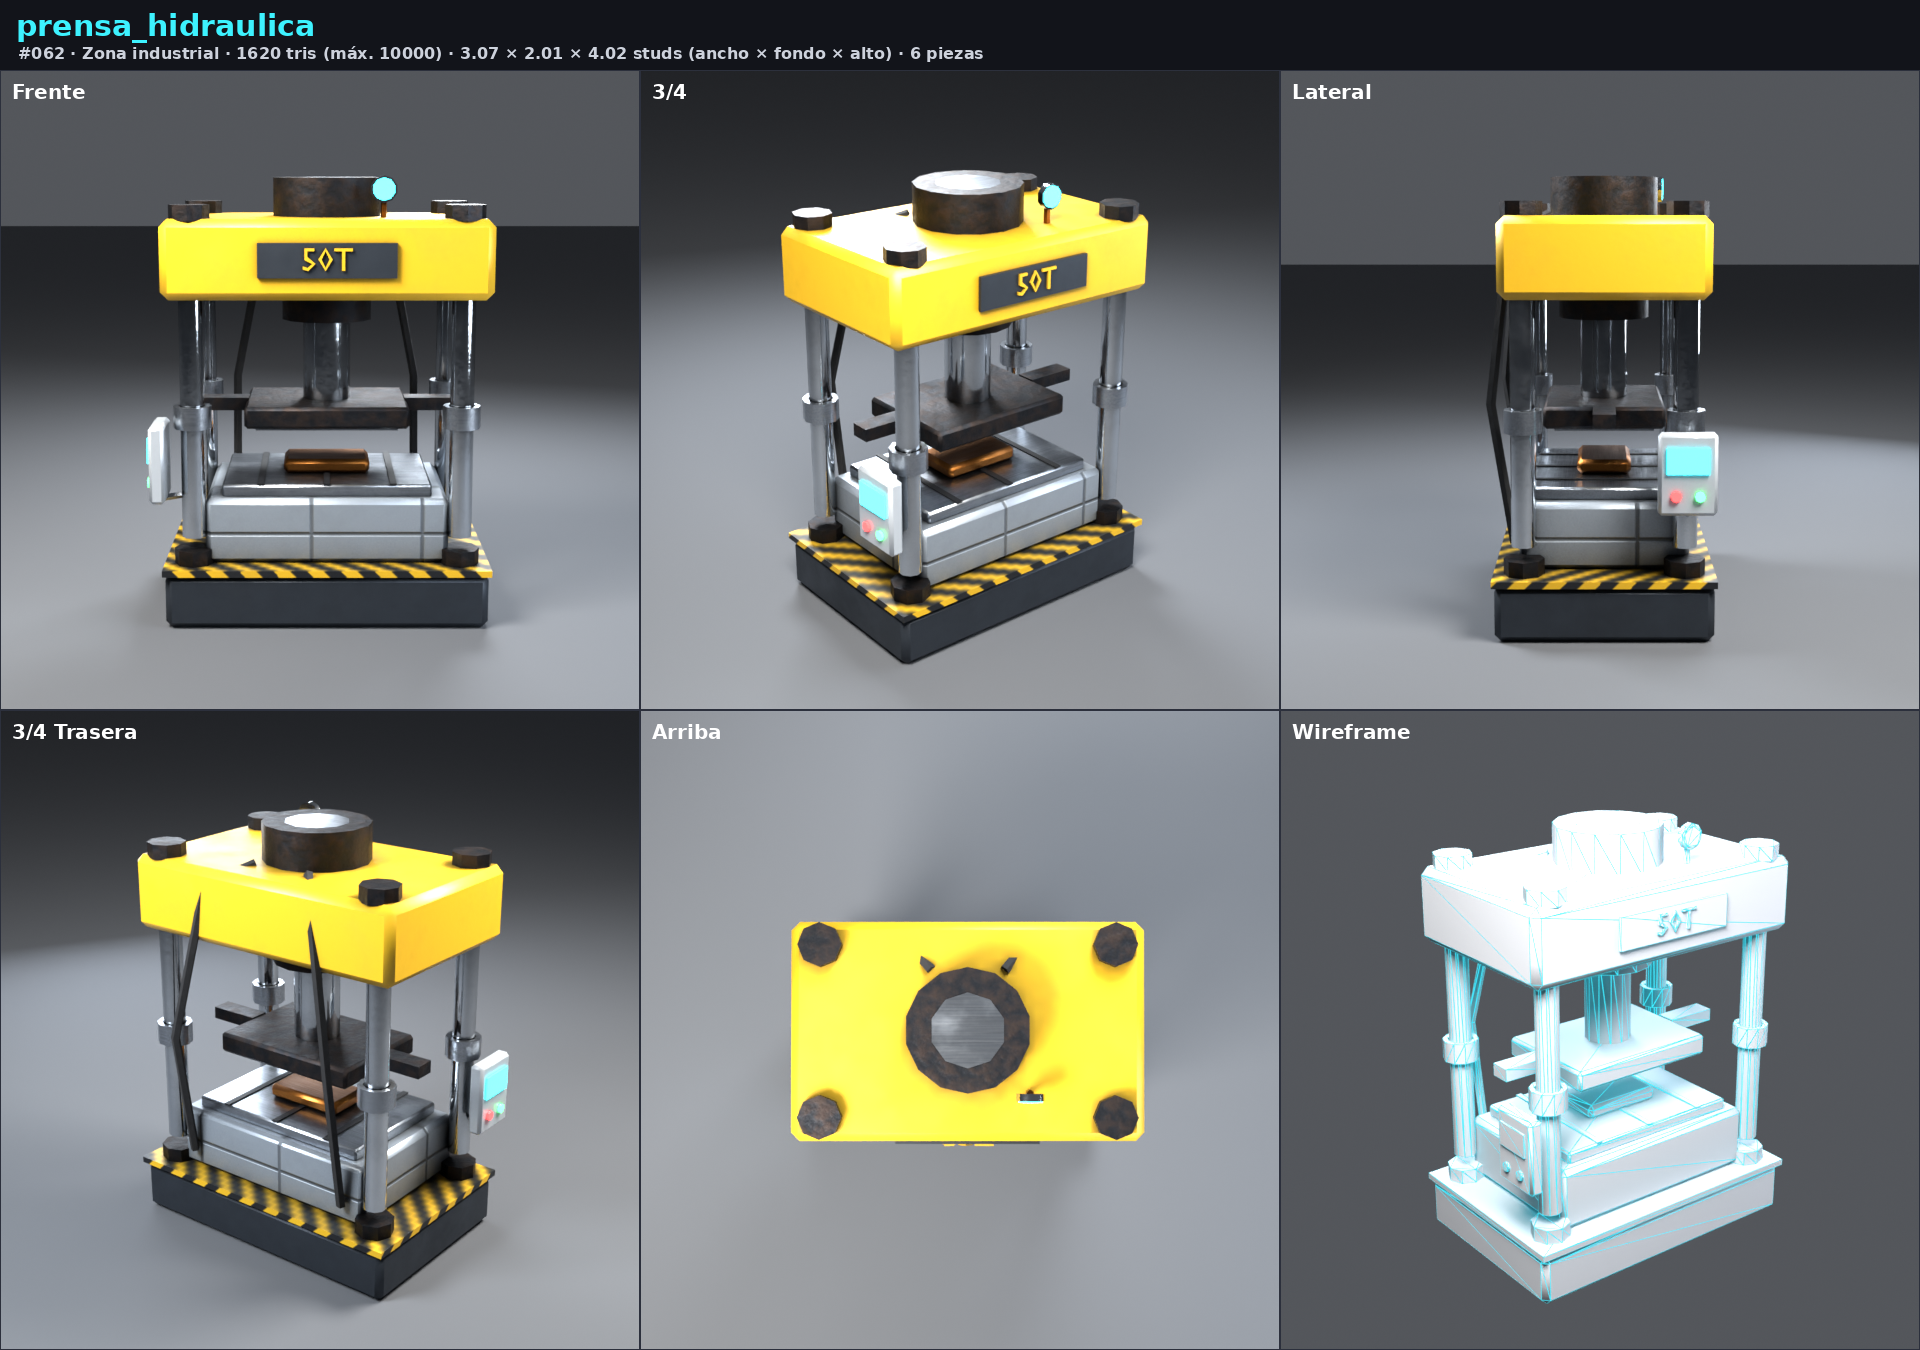 prensa_hidraulica
#062 · Zona industrial · 1620 tris (máx. 10000) · 3.07 × 2.01 × 4.02 studs (ancho × fondo × alto) · 6 piezas
Frente
3/4
Lateral
50T
50T
3/4 Trasera
Arriba
Wireframe
50T